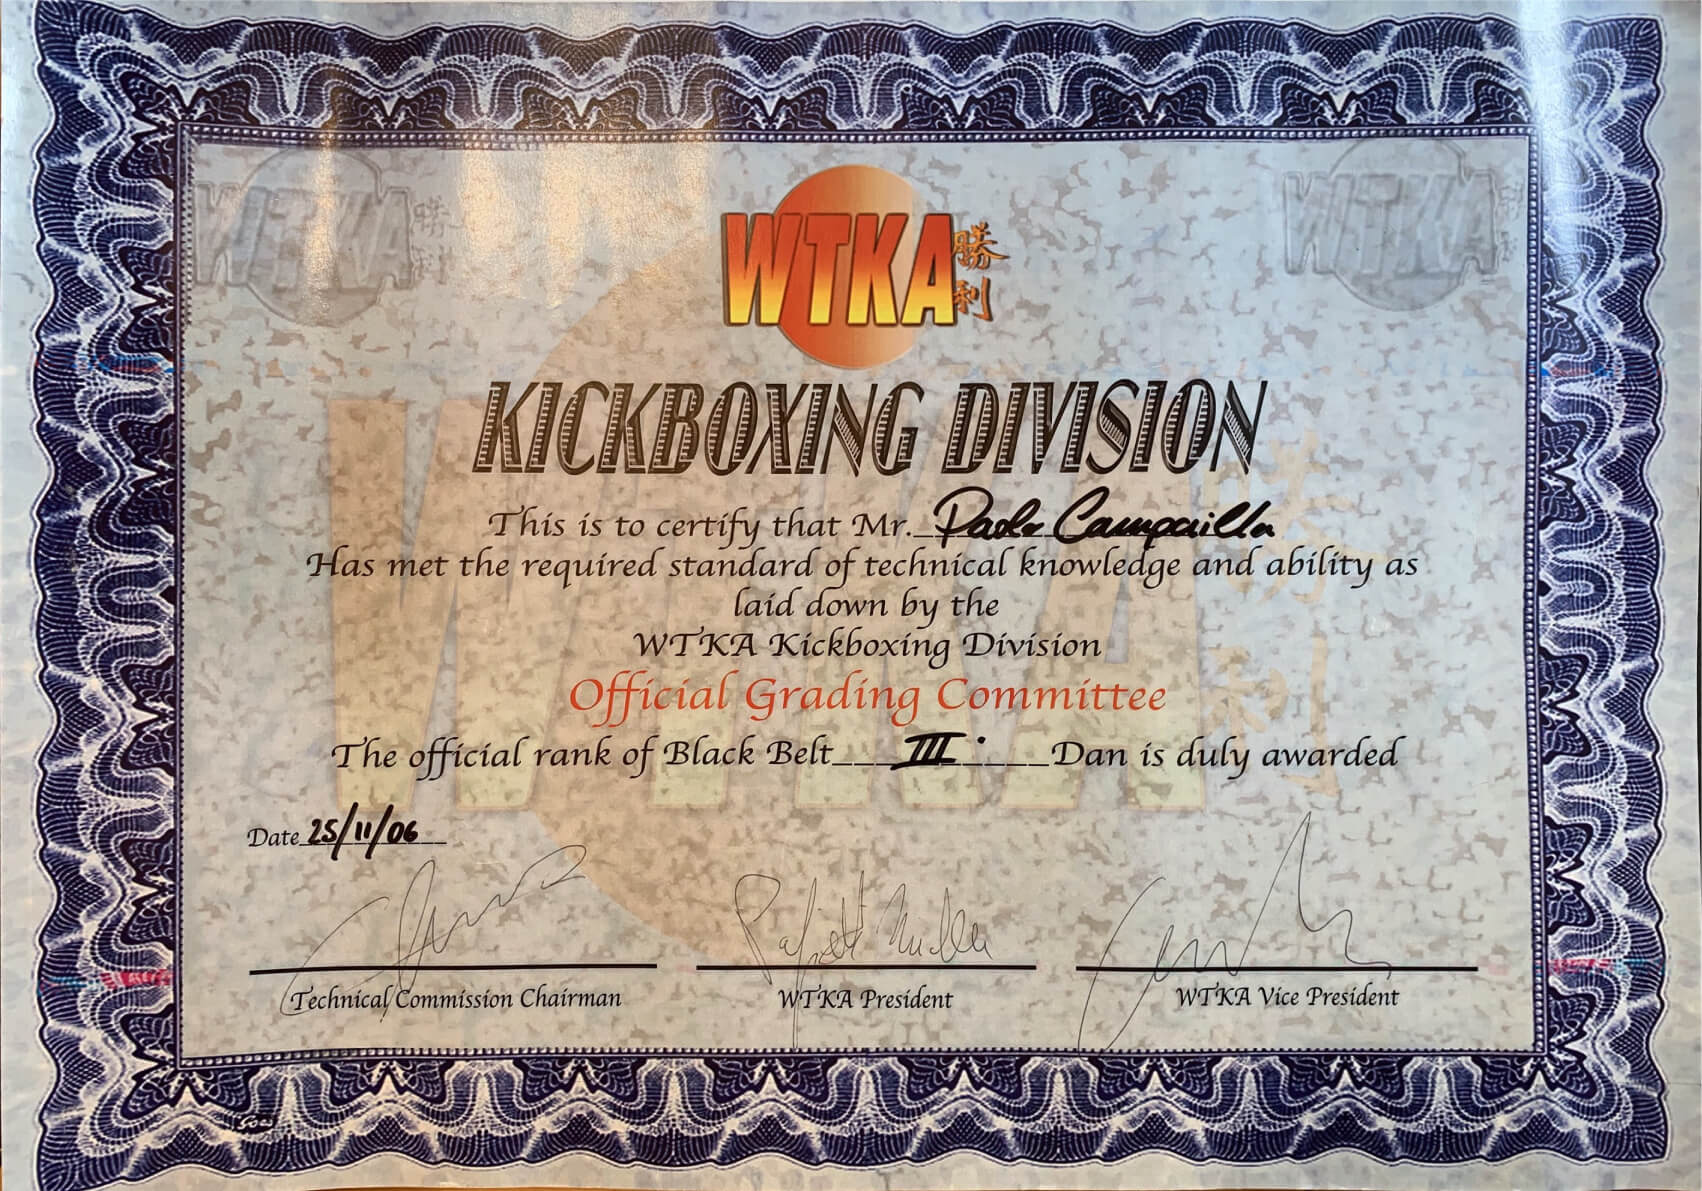 WTKA
WTKA
WTKA
勝利
KICKBOXING DIVISION
This is to certify that Mr. Paolo Campailla
Has met the required standard of technical knowledge and ability as
laid down by the
WTKA Kickboxing Division
Official Grading Committee
The official rank of Black Belt III. Dan is duly awarded
Date 25/11/06
Technical Commission Chairman
WTKA President
WTKA Vice President
Goes